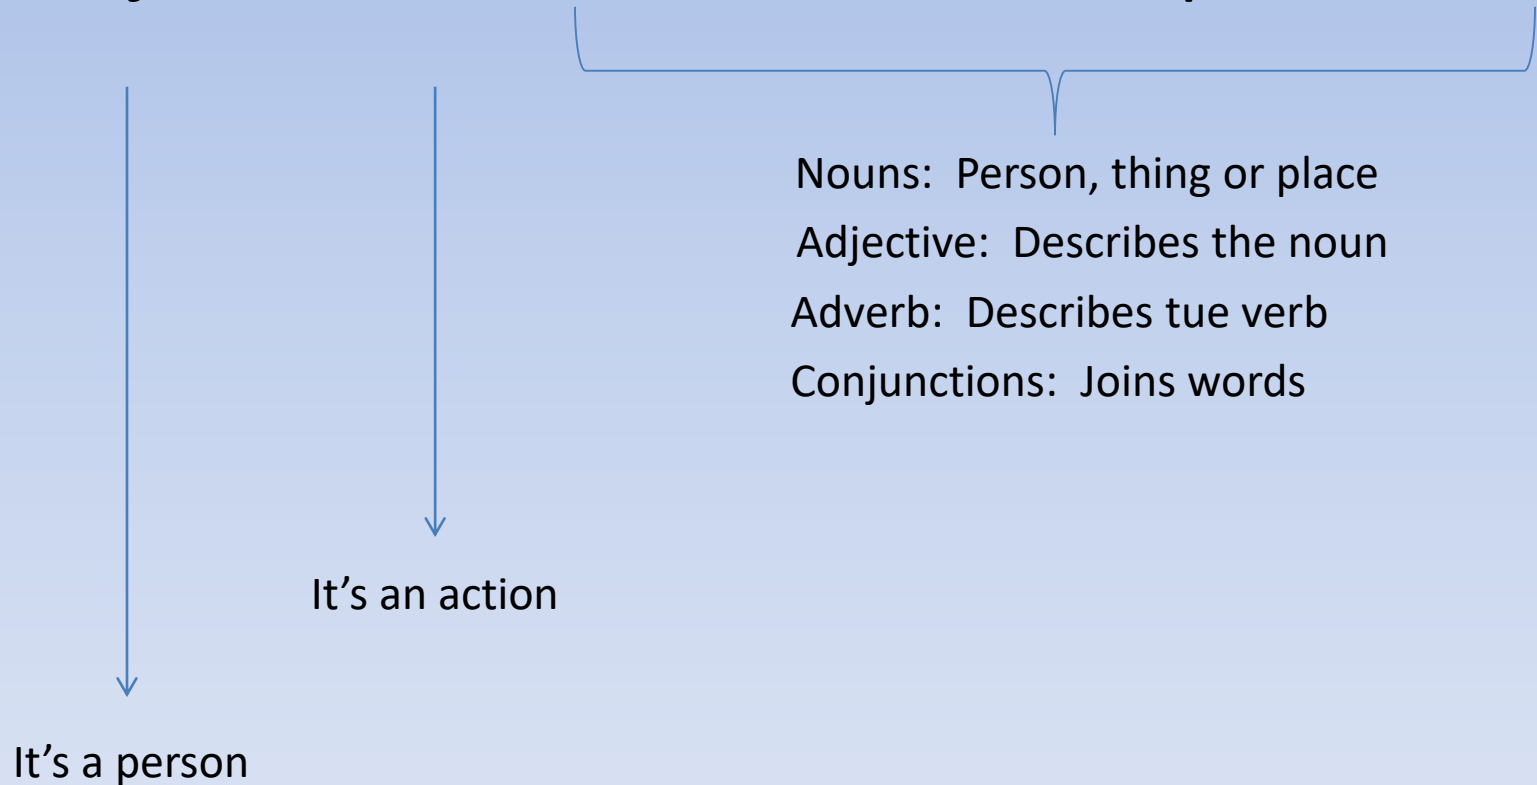 Nouns: Person, thing or place
Adjective: Describes the noun
Adverb: Describes tue verb
Conjunctions: Joins words
It’s an action
It’s a person